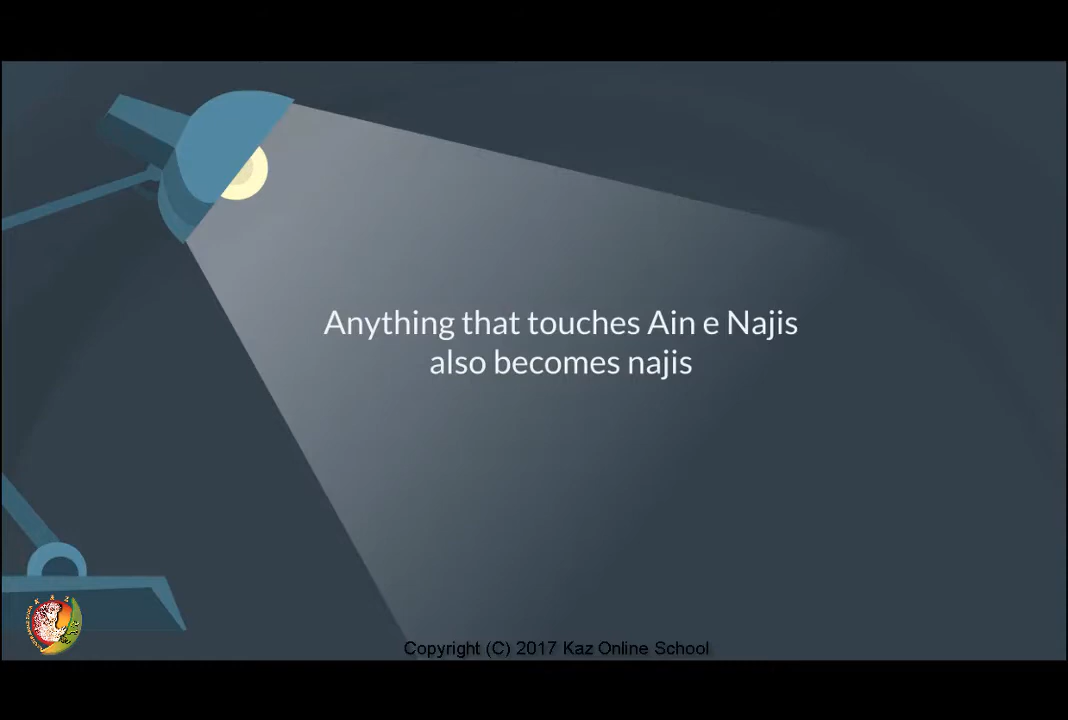 Anything that touches Ain e Najis
also becomes najis
Copyright (C) 2017 Kaz Online School